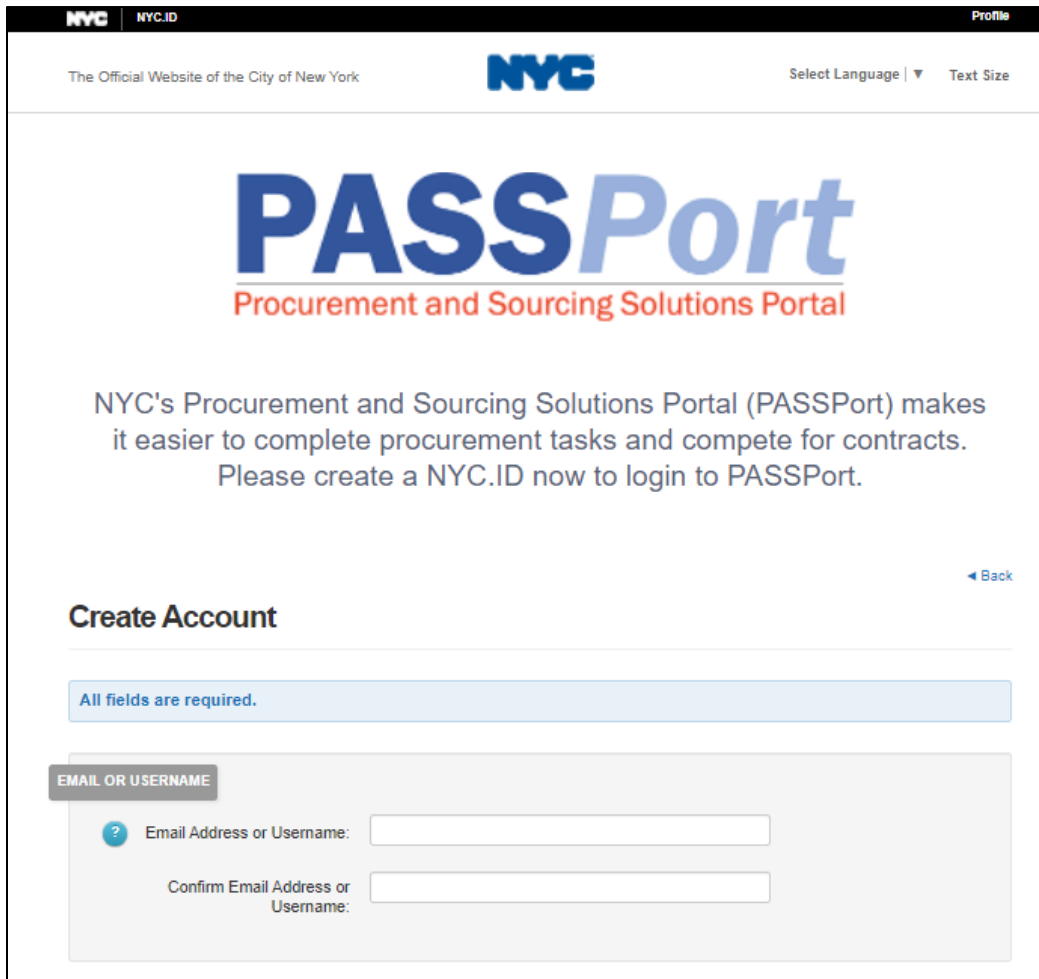 NYC NYC.ID Profile
The Official Website of the City of New York NYC Select Language ▼ Text Size
PASSPort
Procurement and Sourcing Solutions Portal
NYC's Procurement and Sourcing Solutions Portal (PASSPort) makes
it easier to complete procurement tasks and compete for contracts.
Please create a NYC.ID now to login to PASSPort.
◄ Back
Create Account
All fields are required.
EMAIL OR USERNAME
? Email Address or Username:
Confirm Email Address or
Username: